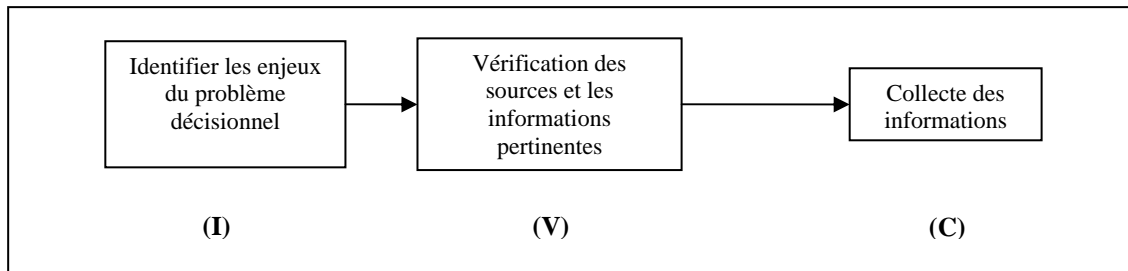 Identifier les enjeux
du problème
décisionnel
Vérification des
sources et les
informations
pertinentes
Collecte des
informations
(I)
(V)
(C)